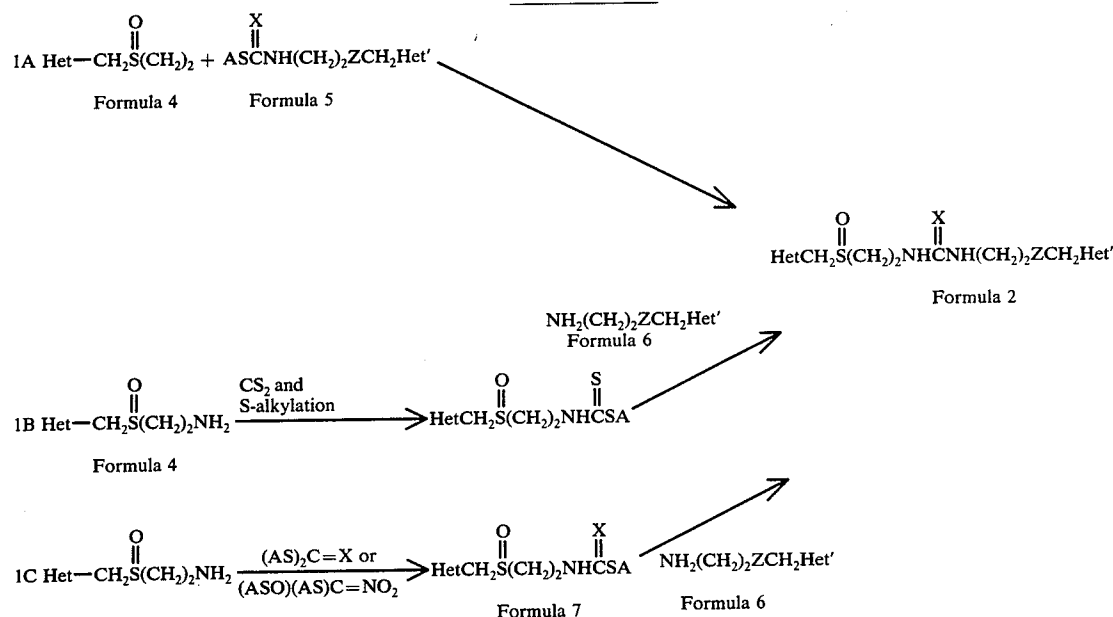 O X
|| ||
1A Het—CH₂S(CH₂)₂ + ASCNH(CH₂)₂ZCH₂Het'
Formula 4 Formula 5
O X
|| ||
HetCH₂S(CH₂)₂NHCNH(CH₂)₂ZCH₂Het'
Formula 2
NH₂(CH₂)₂ZCH₂Het'
Formula 6
O CS₂ and O S
|| S-alkylation || ||
1B Het—CH₂S(CH₂)₂NH₂ HetCH₂S(CH₂)₂NHCSA
Formula 4
O (AS)₂C=X or O X
|| (ASO)(AS)C=NO₂ || ||
1C Het—CH₂S(CH₂)₂NH₂ HetCH₂S(CH₂)₂NHCSA NH₂(CH₂)₂ZCH₂Het'
Formula 7 Formula 6